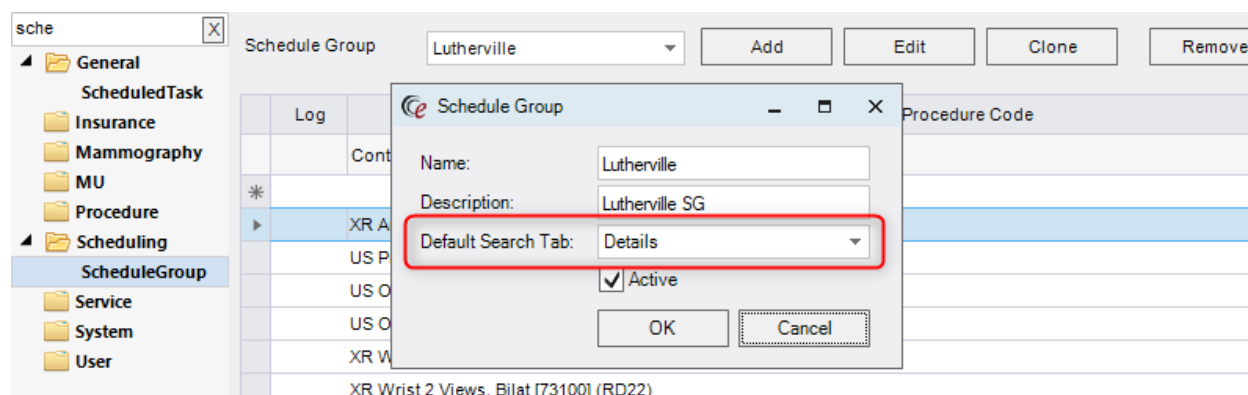 sche X
Schedule Group Lutherville Add Edit Clone Remove
General
ScheduledTask
Insurance
Mammography
MU
Procedure
Scheduling
ScheduleGroup
Service
System
User
Log Procedure Code
Cont
XR A
US P
US O
US O
XR W
XR Wrist 2 Views, Bilat [73100] (RD22)
Schedule Group
Name: Lutherville
Description: Lutherville SG
Default Search Tab: Details
Active
OK Cancel